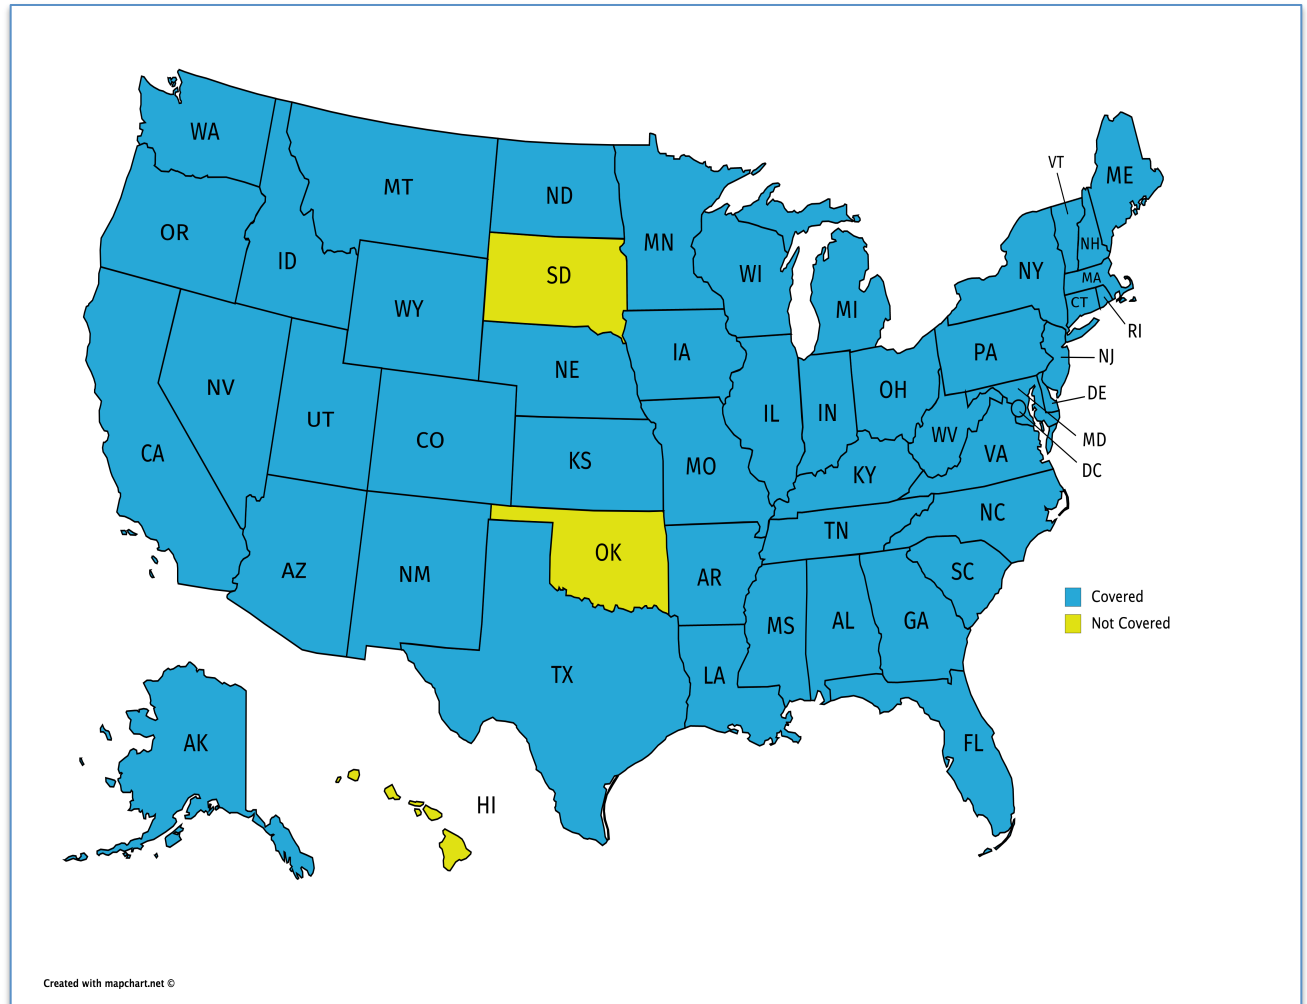 WA
MT
ND
MN
VT
ME
OR
ID
SD
WI
NH
NY
MA
WY
MI
CT
RI
NE
IA
PA
NJ
NV
UT
CO
IL
IN
OH
DE
CA
KS
MO
WV
VA
MD
KY
DC
AZ
NM
OK
AR
TN
NC
SC
Covered
MS
AL
GA
Not Covered
TX
LA
AK
FL
HI
Created with mapchart.net ©